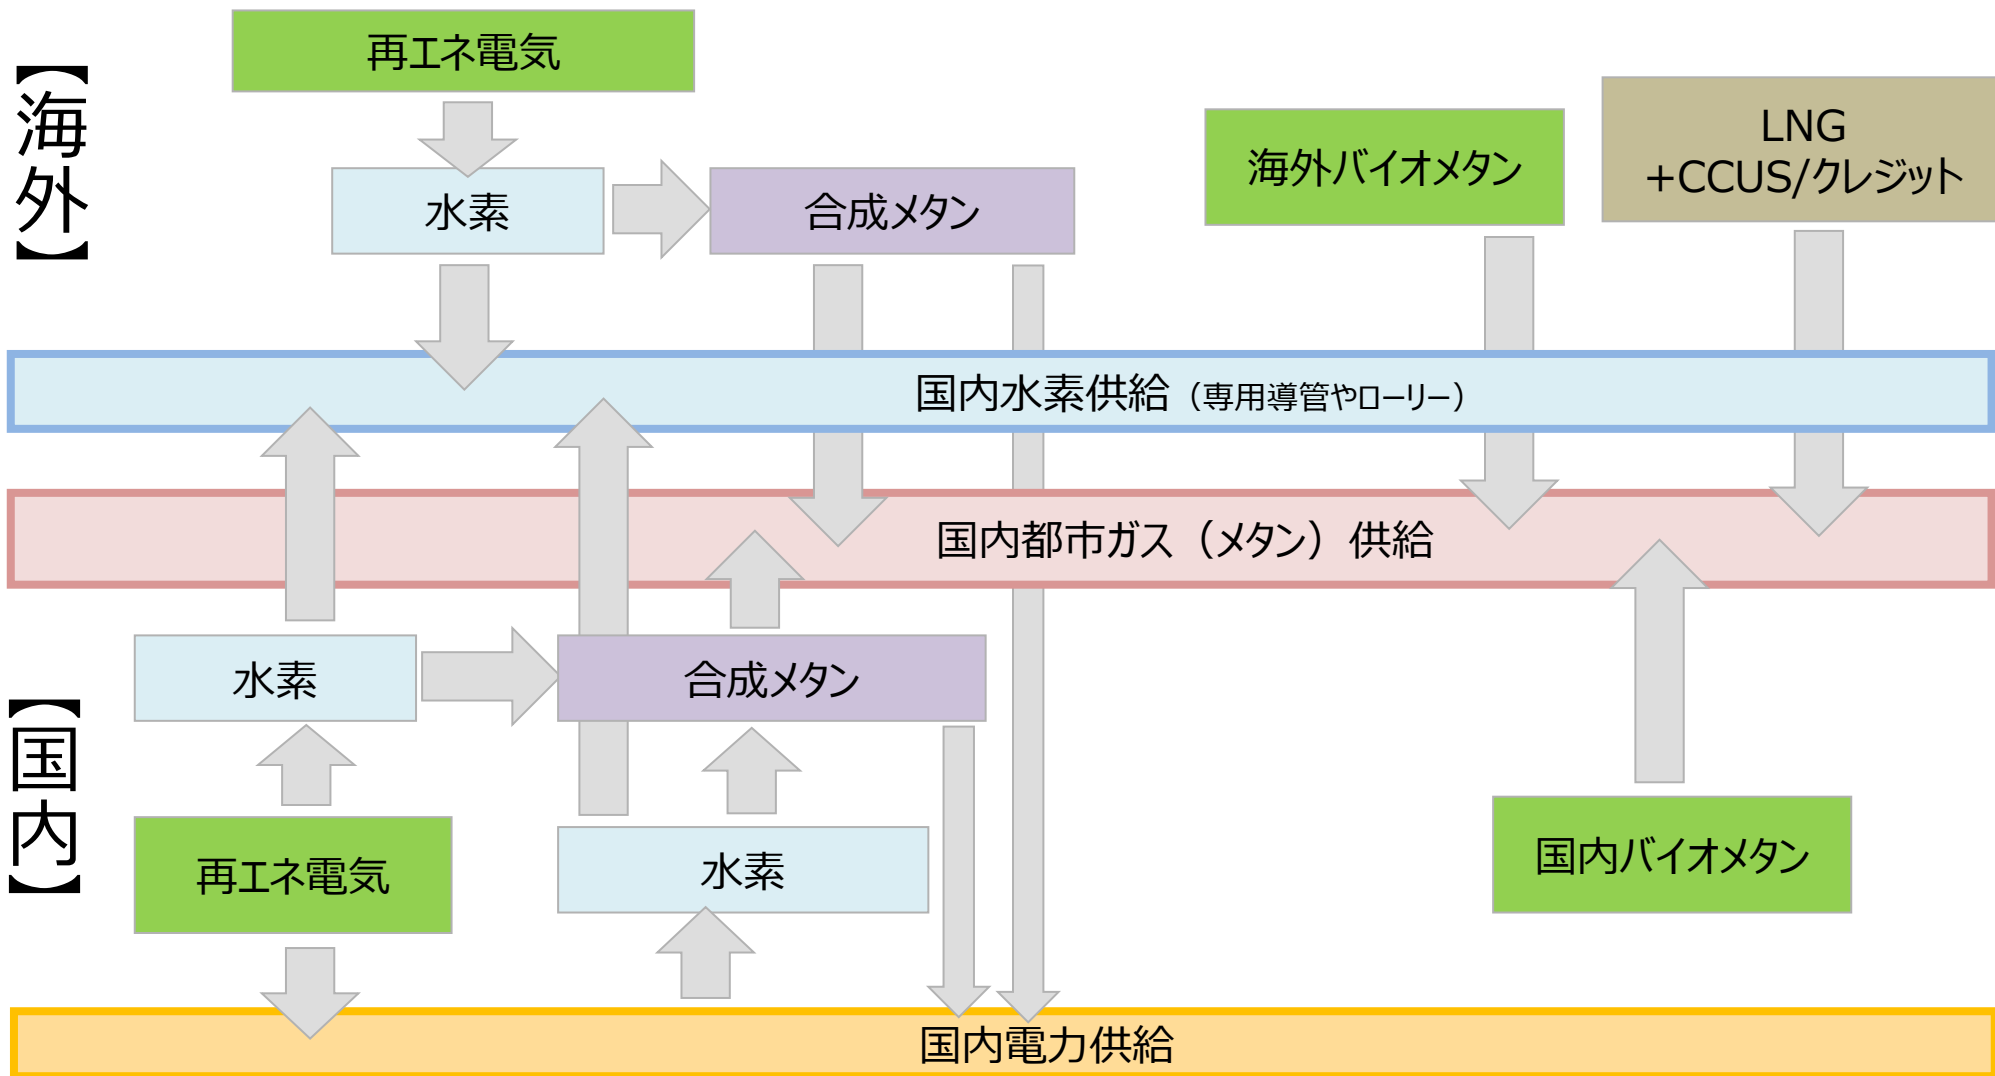 【海外】
再エネ電気
水素
合成メタン
海外バイオメタン
LNG
+CCUS/クレジット
国内水素供給（専用導管やローリー）
国内都市ガス（メタン）供給
【国内】
水素
合成メタン
再エネ電気
水素
国内バイオメタン
国内電力供給